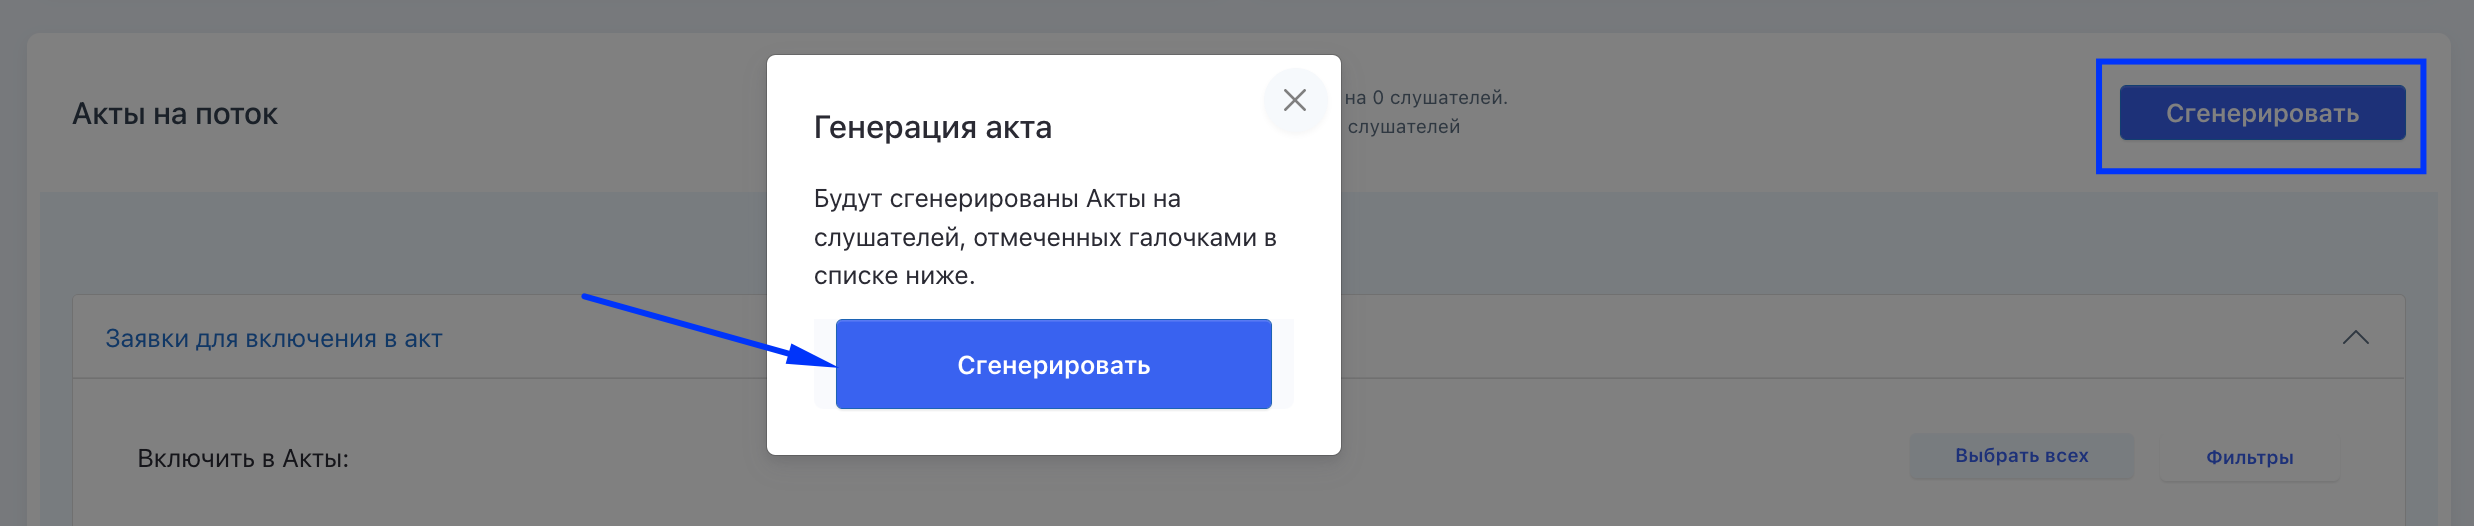 Акты на поток
на 0 слушателей.
слушателей
Сгенерировать
Генерация акта
Будут сгенерированы Акты на
слушателей, отмеченных галочками в
списке ниже.
Сгенерировать
Заявки для включения в акт
Включить в Акты:
Выбрать всех
Фильтры